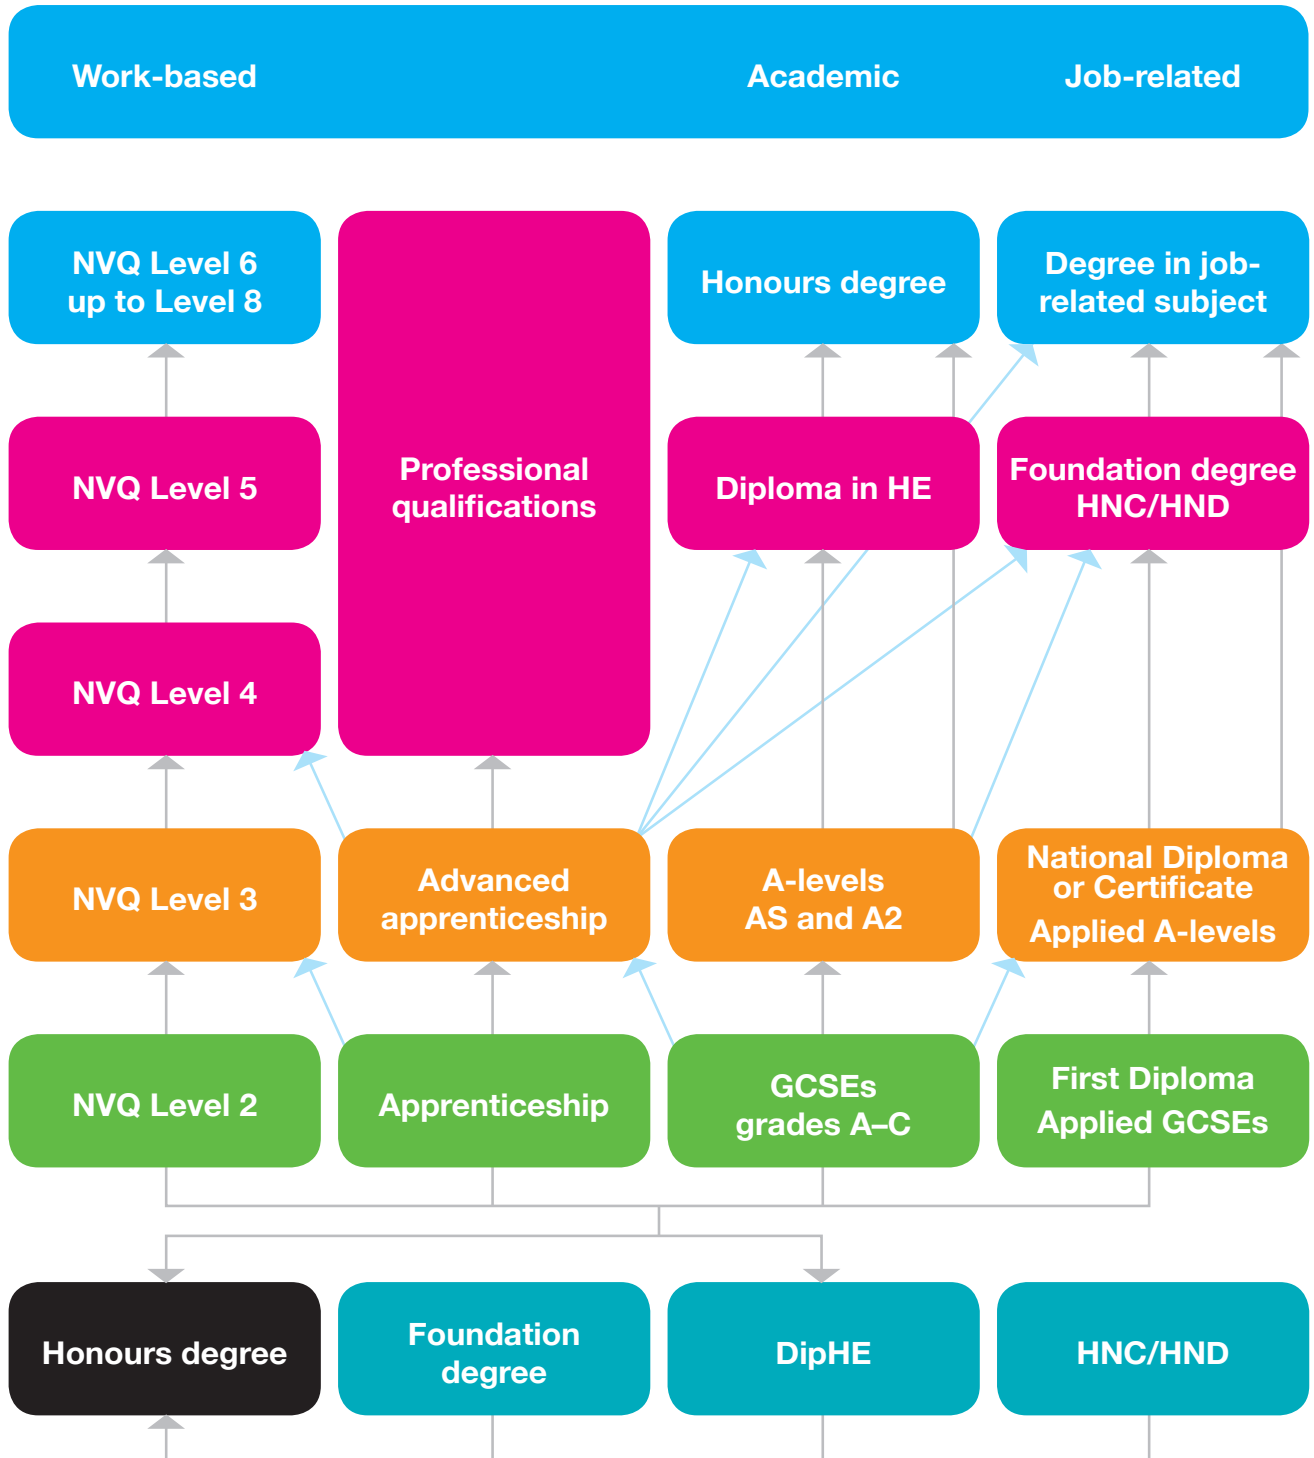 Work-based
Academic
Job-related
NVQ Level 6
up to Level 8
Honours degree
Degree in job-
related subject
NVQ Level 5
Professional
qualifications
Diploma in HE
Foundation degree
HNC/HND
NVQ Level 4
NVQ Level 3
Advanced
apprenticeship
A-levels
AS and A2
National Diploma
or Certificate
Applied A-levels
NVQ Level 2
Apprenticeship
GCSEs
grades A–C
First Diploma
Applied GCSEs
Honours degree
Foundation
degree
DipHE
HNC/HND